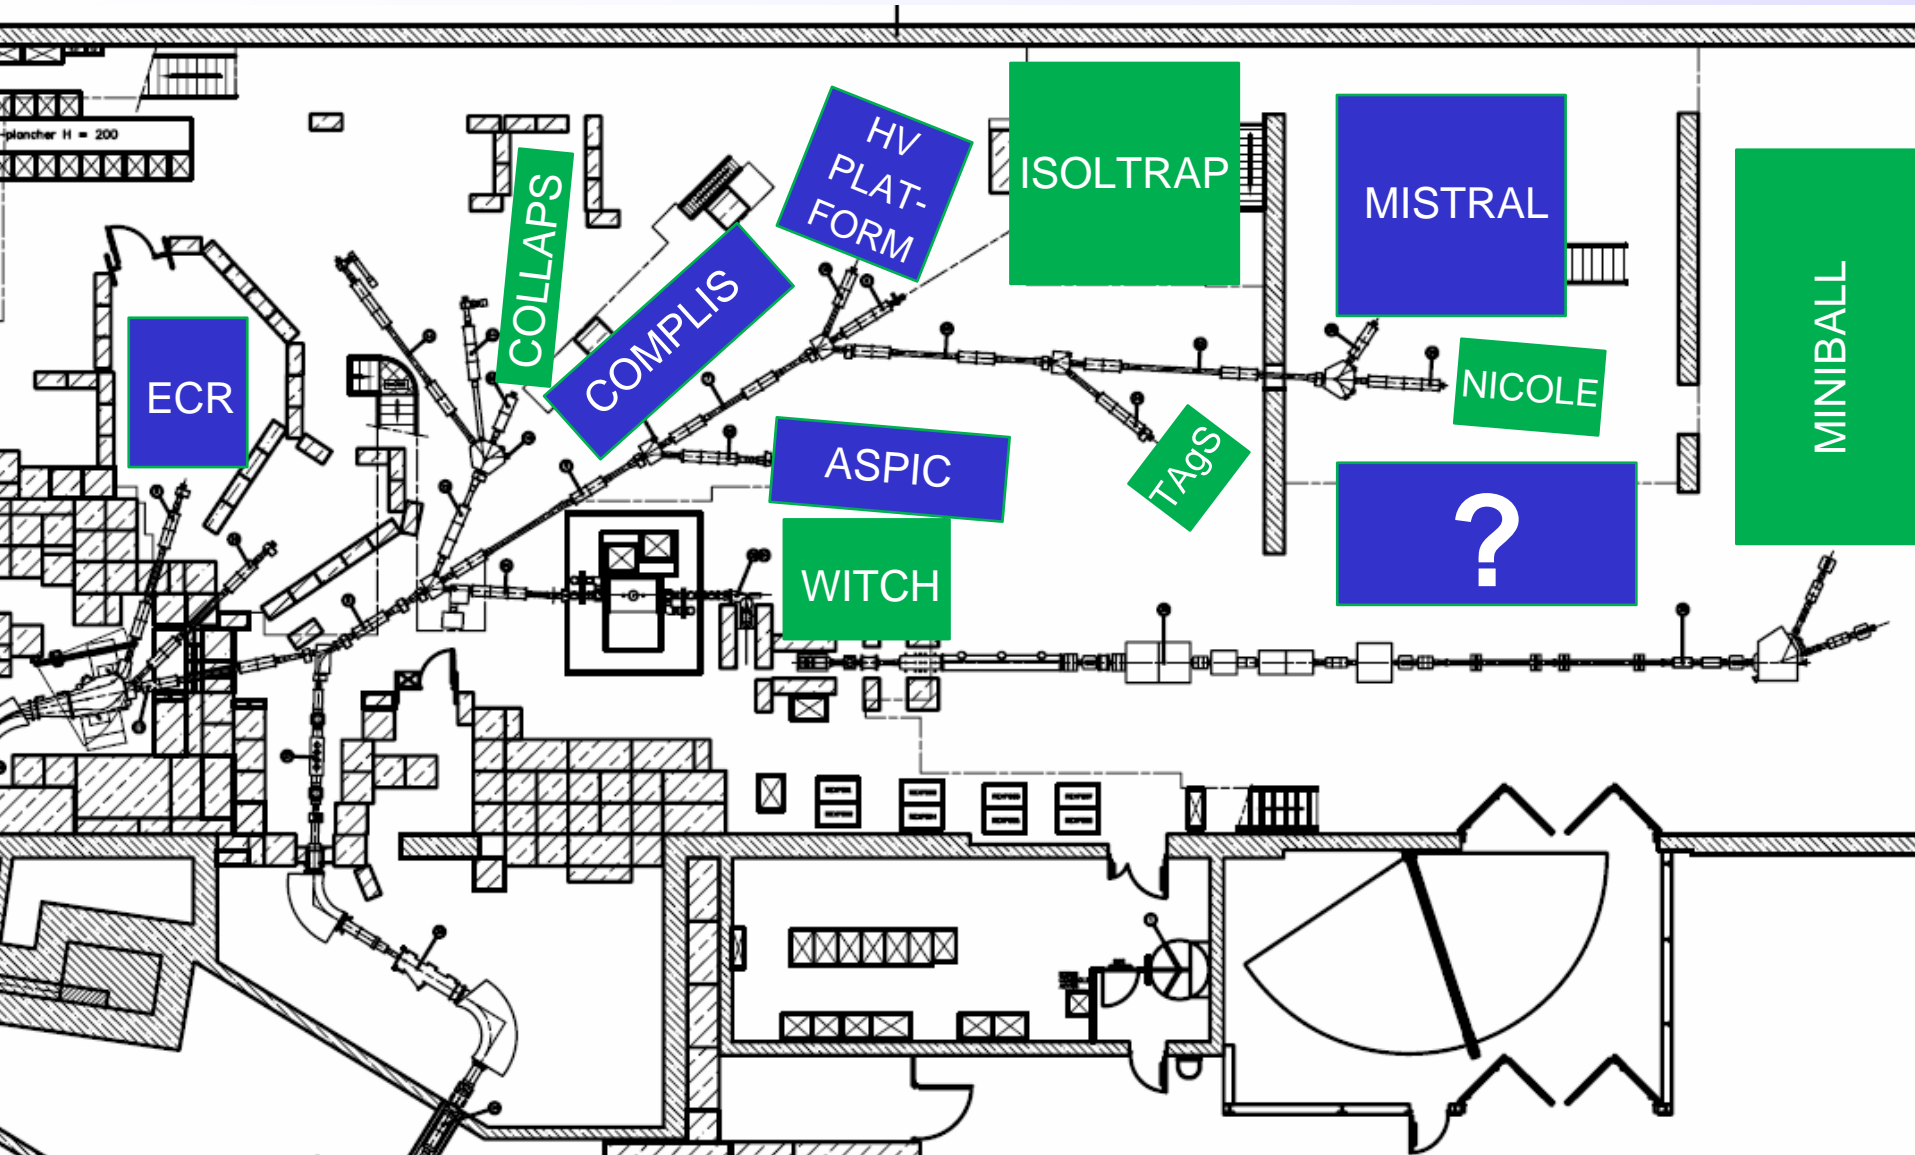 -plancher H = 200
HV
PLAT-
FORM
ISOLTRAP
MISTRAL
COLLAPS
COMPLIS
MINIBALL
ECR
NICOLE
ASPIC
TAgS
?
WITCH